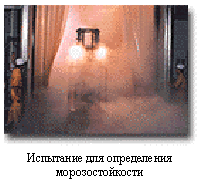 Испытание для определения
морозостойкости